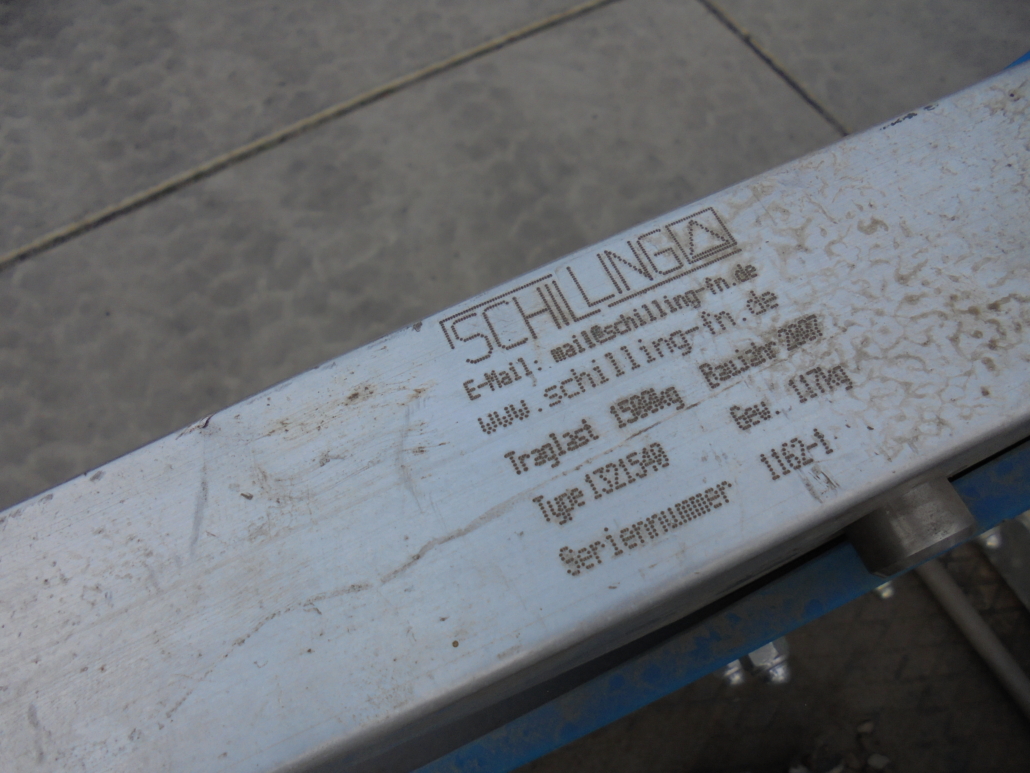 SCHILLING
E-Mail: mail@schilling-fn.de
www.schilling-fn.de
Traglast 1500kg Baujahr 2007
Type 1321540 Gew. 117kg
Seriennummer 1162-1